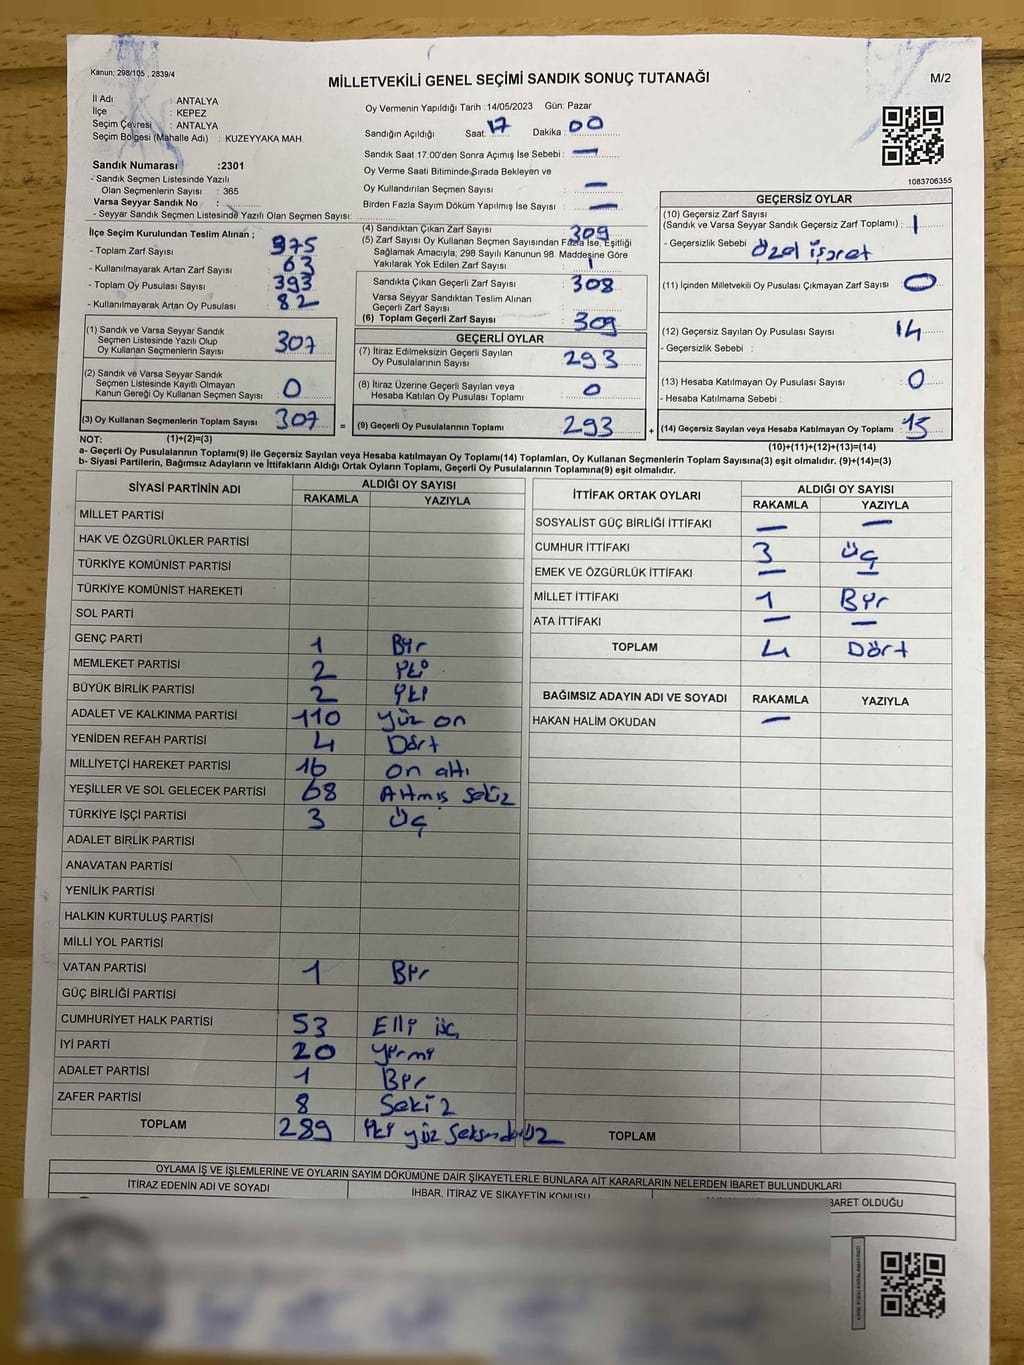 Kanun; 298/105 , 2839/4
MİLLETVEKİLİ GENEL SEÇİMİ SANDIK SONUÇ TUTANAĞI
M/2
İl Adı : ANTALYA
İlçe : KEPEZ
Seçim Çevresi : ANTALYA
Seçim Bölgesi (Mahalle Adı) : KUZEYYAKA MAH.
Sandık Numarası :2301
- Sandık Seçmen Listesinde Yazılı
Olan Seçmenlerin Sayısı : 365
Varsa Seyyar Sandık No :
- Seyyar Sandık Seçmen Listesinde Yazılı Olan Seçmen Sayısı:
Oy Vermenin Yapıldığı Tarih :14/05/2023 Gün: Pazar
Sandığın Açıldığı Saat: 17 Dakika : 00
Sandık Saat 17:00'den Sonra Açımış İse Sebebi : —
Oy Verme Saati Bitiminde Sırada Bekleyen ve
Oy Kullandırılan Seçmen Sayısı : —
Birden Fazla Sayım Döküm Yapılmış İse Sayısı : —
1083706355
İlçe Seçim Kurulundan Teslim Alınan ;
- Toplam Zarf Sayısı : 375
- Kullanılmayarak Artan Zarf Sayısı : 63
- Toplam Oy Pusulası Sayısı : 393
- Kullanılmayarak Artan Oy Pusulası : 82
(1) Sandık ve Varsa Seyyar Sandık
Seçmen Listesinde Yazılı Olup
Oy Kullanan Seçmenlerin Sayısı : 307
(2) Sandık ve Varsa Seyyar Sandık
Seçmen Listesinde Kayıtlı Olmayan
Kanun Gereği Oy Kullanan Seçmen Sayısı : 0
(3) Oy Kullanan Seçmenlerin Toplam Sayısı : 307 =
(4) Sandıktan Çıkan Zarf Sayısı : 309
(5) Zarf Sayısı Oy Kullanan Seçmen Sayısından Fazla İse, Eşitliği
Sağlamak Amacıyla; 298 Sayılı Kanunun 98. Maddesine Göre
Yakılarak Yok Edilen Zarf Sayısı : 1
Sandıkta Çıkan Geçerli Zarf Sayısı : 308
Varsa Seyyar Sandıktan Teslim Alınan
Geçerli Zarf Sayısı :
(6) Toplam Geçerli Zarf Sayısı : 309
GEÇERLİ OYLAR
(7) İtiraz Edilmeksizin Geçerli Sayılan
Oy Pusulalarının Sayısı : 293
(8) İtiraz Üzerine Geçerli Sayılan veya
Hesaba Katılan Oy Pusulası Toplamı : 0
(9) Geçerli Oy Pusulalarının Toplamı : 293 +
GEÇERSİZ OYLAR
(10) Geçersiz Zarf Sayısı
(Sandık ve Varsa Seyyar Sandık Geçersiz Zarf Toplamı) : 1
- Geçersizlik Sebebi : Özel işaret
(11) İçinden Milletvekili Oy Pusulası Çıkmayan Zarf Sayısı : 0
(12) Geçersiz Sayılan Oy Pusulası Sayısı : 14
- Geçersizlik Sebebi :
(13) Hesaba Katılmayan Oy Pusulası Sayısı : 0
- Hesaba Katılmama Sebebi :
(14) Geçersiz Sayılan veya Hesaba Katılmayan Oy Toplamı : 15
NOT: (1)+(2)=(3)
(10)+(11)+(12)+(13)=(14)
a- Geçerli Oy Pusulalarının Toplamı(9) ile Geçersiz Sayılan veya Hesaba Katılmayan Oy Toplamı(14) Toplamları, Oy Kullanan Seçmenlerin Toplam Sayısına(3) eşit olmalıdır. (9)+(14)=(3)
b- Siyasi Partilerin, Bağımsız Adayların ve İttifakların Aldığı Ortak Oyların Toplamı, Geçerli Oy Pusulalarının Toplamına(9) eşit olmalıdır.
SİYASİ PARTİNİN ADI ALDIĞI OY SAYISI
RAKAMLA YAZIYLA
MİLLET PARTİSİ
HAK VE ÖZGÜRLÜKLER PARTİSİ
TÜRKİYE KOMÜNİST PARTİSİ
TÜRKİYE KOMÜNİST HAREKETİ
SOL PARTİ
GENÇ PARTİ 1 Bir
MEMLEKET PARTİSİ 2 İki
BÜYÜK BİRLİK PARTİSİ 2 İki
ADALET VE KALKINMA PARTİSİ 110 Yüz on
YENİDEN REFAH PARTİSİ 4 Dört
MİLLİYETÇİ HAREKET PARTİSİ 16 on altı
YEŞİLLER VE SOL GELECEK PARTİSİ 68 Altmış sekiz
TÜRKİYE İŞÇİ PARTİSİ 3 Üç
ADALET BİRLİK PARTİSİ
ANAVATAN PARTİSİ
YENİLİK PARTİSİ
HALKIN KURTULUŞ PARTİSİ
MİLLİ YOL PARTİSİ
VATAN PARTİSİ 1 Bir
GÜÇ BİRLİĞİ PARTİSİ
CUMHURİYET HALK PARTİSİ 53 Elli üç
İYİ PARTİ 20 Yirmi
ADALET PARTİSİ 1 Bir
ZAFER PARTİSİ 8 Sekiz
TOPLAM 289 İki yüz seksendokuz
İTTİFAK ORTAK OYLARI ALDIĞI OY SAYISI
RAKAMLA YAZIYLA
SOSYALİST GÜÇ BİRLİĞİ İTTİFAKI — —
CUMHUR İTTİFAKI 3 Üç
EMEK VE ÖZGÜRLÜK İTTİFAKI — —
MİLLET İTTİFAKI 1 Bir
ATA İTTİFAKI — —
TOPLAM 4 Dört
BAĞIMSIZ ADAYIN ADI VE SOYADI RAKAMLA YAZIYLA
HAKAN HALİM OKUDAN —
TOPLAM
OYLAMA İŞ VE İŞLEMLERİNE VE OYLARIN SAYIM DÖKÜMÜNE DAİR ŞİKAYETLERLE BUNLARA AİT KARARLARIN NELERDEN İBARET BULUNDUKLARI
İTİRAZ EDENİN ADI VE SOYADI
İHBAR, İTİRAZ VE ŞİKAYETİN KONUSU
İBARET OLDUĞU